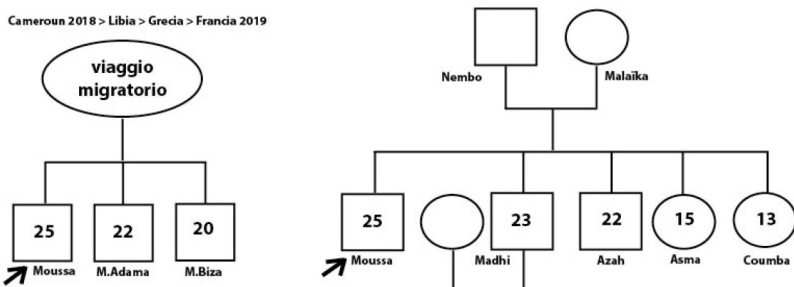 Cameroun 2018 > Libia > Grecia > Francia 2019
viaggio
migratorio
25
22
20
Moussa
M.Adama
M.Biza
Nembo
Malaïka
25
23
22
15
13
Moussa
Madhi
Azah
Asma
Coumba